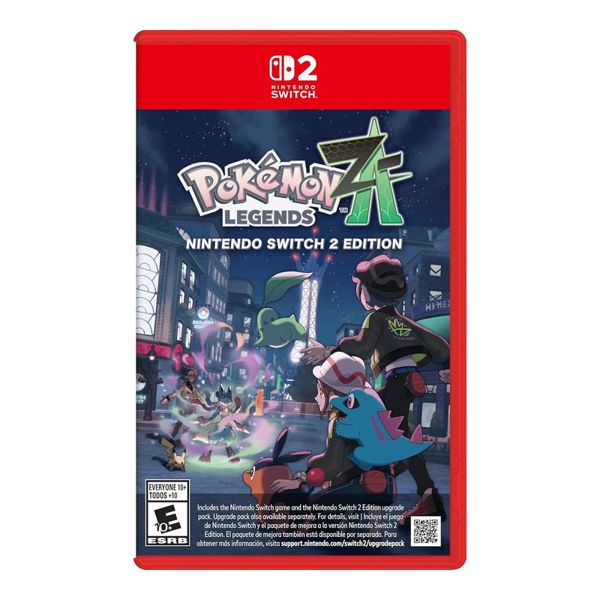 2
NINTENDO
SWITCH.
POKéMON
LEGENDS
ZA
TM
NINTENDO SWITCH 2 EDITION
EVERYONE 10+
TODOS +10
E
ESRB
Includes the Nintendo Switch game and the Nintendo Switch 2 Edition upgrade
pack. Upgrade pack also available separately. For details, visit | Incluye el juego
de Nintendo Switch y el paquete de mejora a la versión Nintendo Switch 2
Edition. El paquete de mejora también está disponible por separado. Para
obtener más información, visita support.nintendo.com/switch2/upgradepack